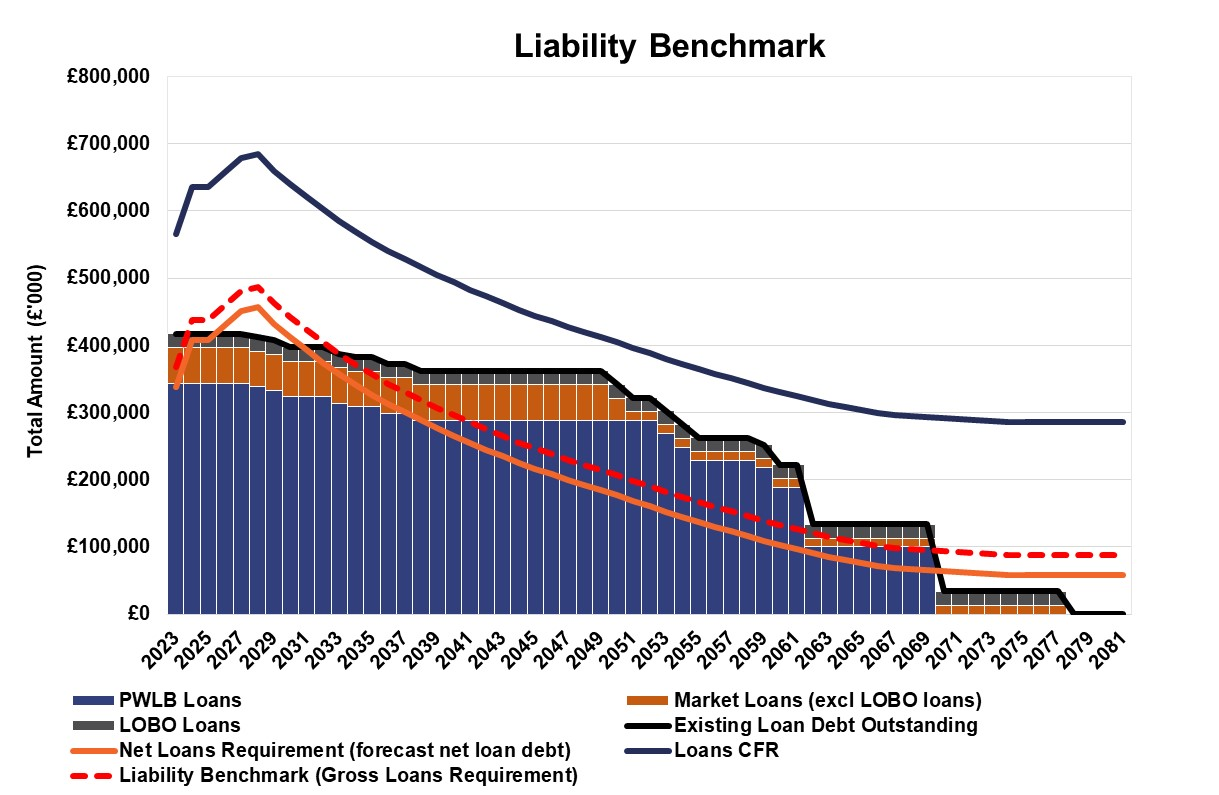 Liability Benchmark
Total Amount (£'000)
£800,000
£700,000
£600,000
£500,000
£400,000
£300,000
£200,000
£100,000
£0
2023 2025 2027 2029 2031 2033 2035 2037 2039 2041 2043 2045 2047 2049 2051 2053 2055 2057 2059 2061 2063 2065 2067 2069 2071 2073 2075 2077 2079 2081
PWLB Loans
Market Loans (excl LOBO loans)
LOBO Loans
Existing Loan Debt Outstanding
Net Loans Requirement (forecast net loan debt)
Loans CFR
Liability Benchmark (Gross Loans Requirement)